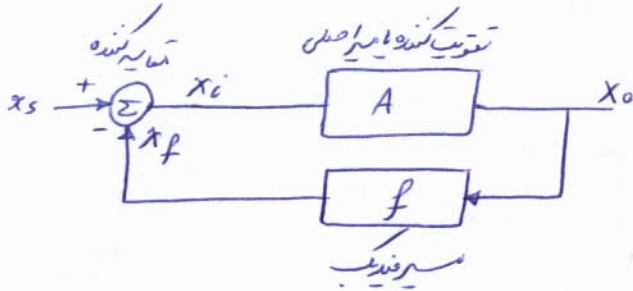 مقایسه کننده
تقویت کننده یا مسیر اصلی
xs + Σ xi A xo
- xf
f
مسیر فیدبک